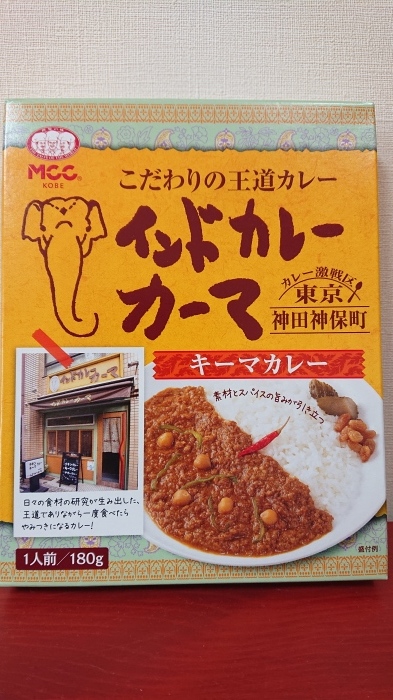 MCC®
KOBE
こだわりの王道カレー
インドカレー
カーマ
カレー激戦区
東京
神田神保町
キーマカレー
素材とスパイスの旨みが引き立つ
インドカレーカーマ
日々の食材の研究が生み出した、
王道でありながら一度食べたら
やみつきになるカレー!
1人前/180g
盛付例